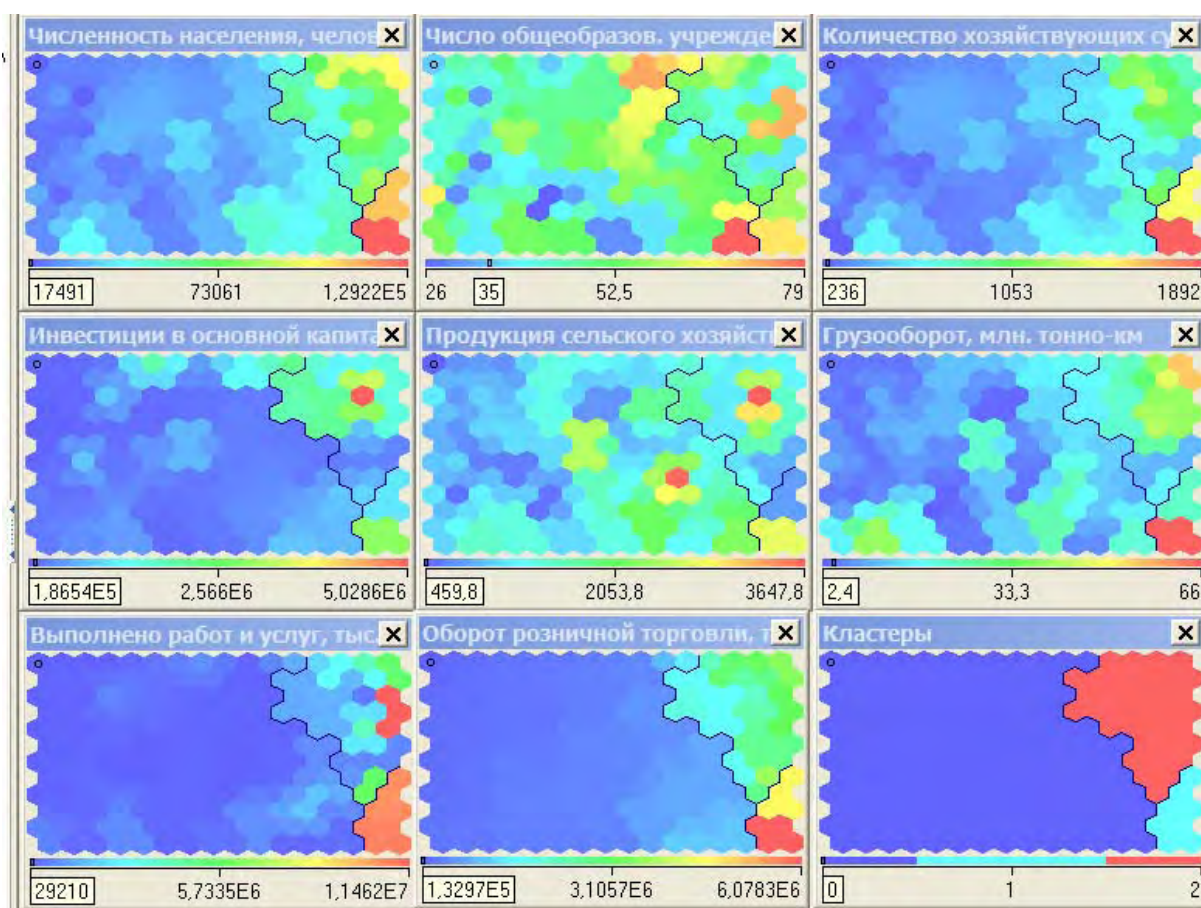 Численность населения, челов
Число общеобразов. учрежде
Количество хозяйствующих су
17491 73061 1,2922E5
26 35 52,5 79
236 1053 1892
Инвестиции в основной капита
Продукция сельского хозяйств
Грузооборот, млн. тонно-км
1,8654E5 2,566E6 5,0286E6
459,8 2053,8 3647,8
2,4 33,3 66
Выполнено работ и услуг, тыс.
Оборот розничной торговли, т
Кластеры
29210 5,7335E6 1,1462E7
1,3297E5 3,1057E6 6,0783E6
0 1 2